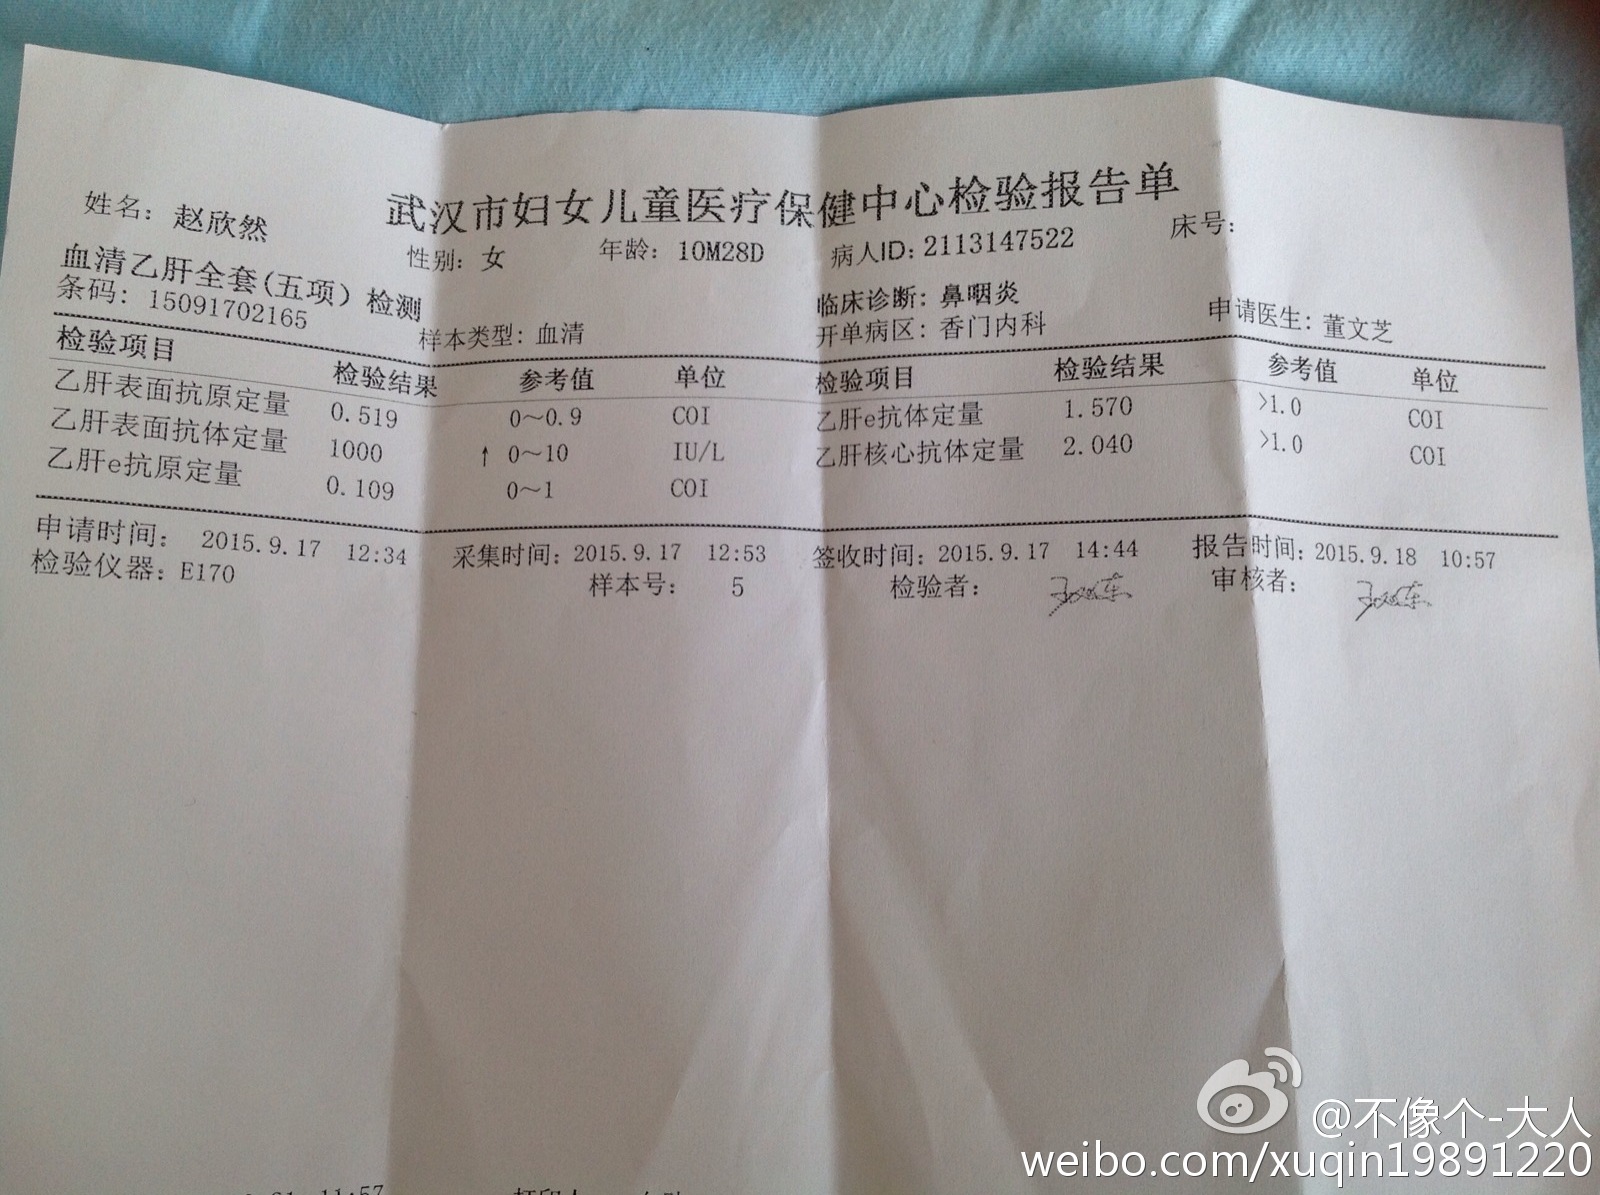 武汉市妇女儿童医疗保健中心检验报告单
姓名: 赵欣然 性别: 女 年龄: 10M28D 病人ID: 2113147522 床号:
血清乙肝全套(五项) 检测 临床诊断: 鼻咽炎
条码: 15091702165 样本类型: 血清 开单病区: 香门内科 申请医生: 董文芝
检验项目 检验结果 参考值 单位 检验项目 检验结果 参考值 单位
乙肝表面抗原定量 0.519 0~0.9 COI 乙肝e抗体定量 1.570 >1.0 COI
乙肝表面抗体定量 1000 ↑ 0~10 IU/L 乙肝核心抗体定量 2.040 >1.0 COI
乙肝e抗原定量 0.109 0~1 COI
申请时间: 2015.9.17 12:34 采集时间: 2015.9.17 12:53 签收时间: 2015.9.17 14:44 报告时间: 2015.9.18 10:57
检验仪器: E170 样本号: 5 检验者: 审核者:
@不像个-大人
weibo.com/xuqin19891220